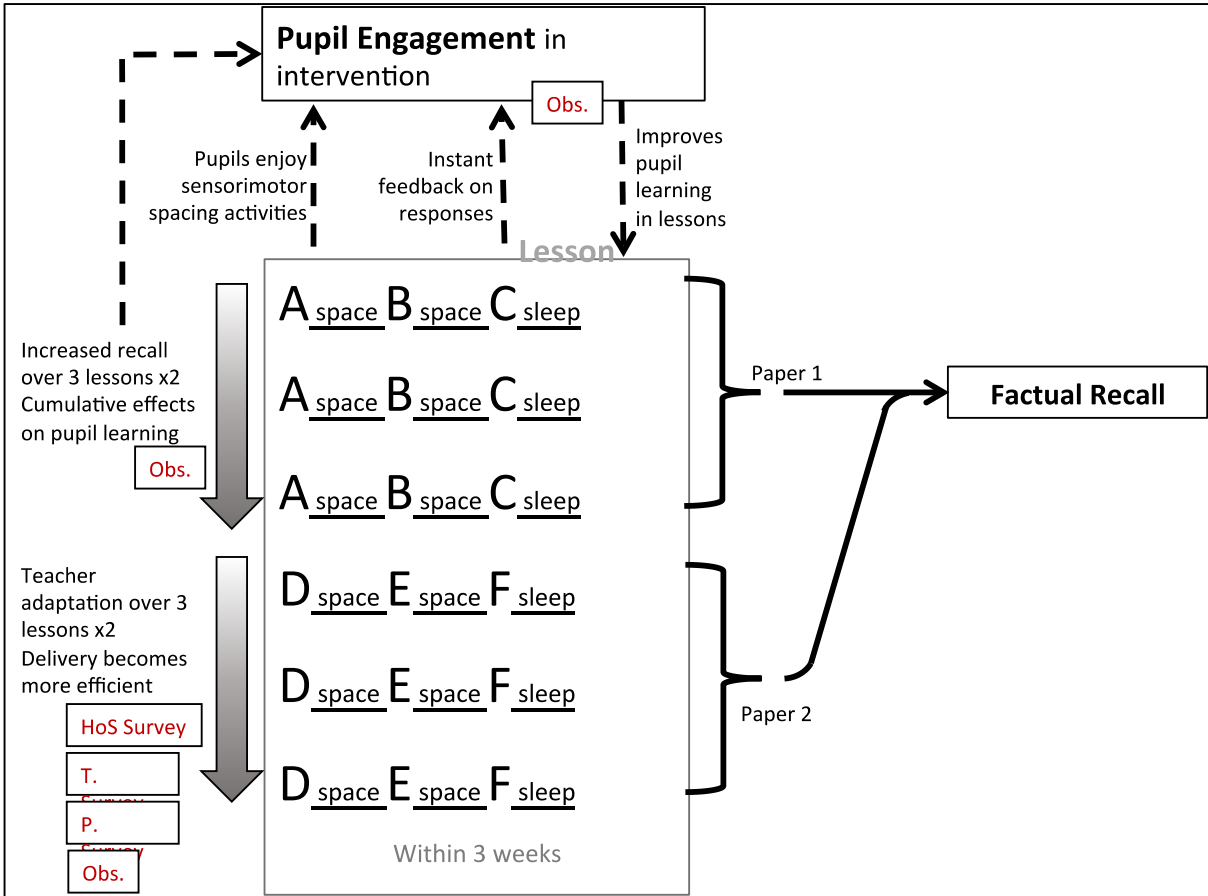 Pupil Engagement in
intervention
Obs.
Pupils enjoy
sensorimotor
spacing activities
Instant
feedback on
responses
Improves
pupil
learning
in lessons
Lesson
A space B space C sleep
A space B space C sleep
A space B space C sleep
D space E space F sleep
D space E space F sleep
D space E space F sleep
Within 3 weeks
Increased recall
over 3 lessons x2
Cumulative effects
on pupil learning
Obs.
Teacher
adaptation over 3
lessons x2
Delivery becomes
more efficient
HoS Survey
T.
Survey
P.
Survey
Obs.
Paper 1
Paper 2
Factual Recall